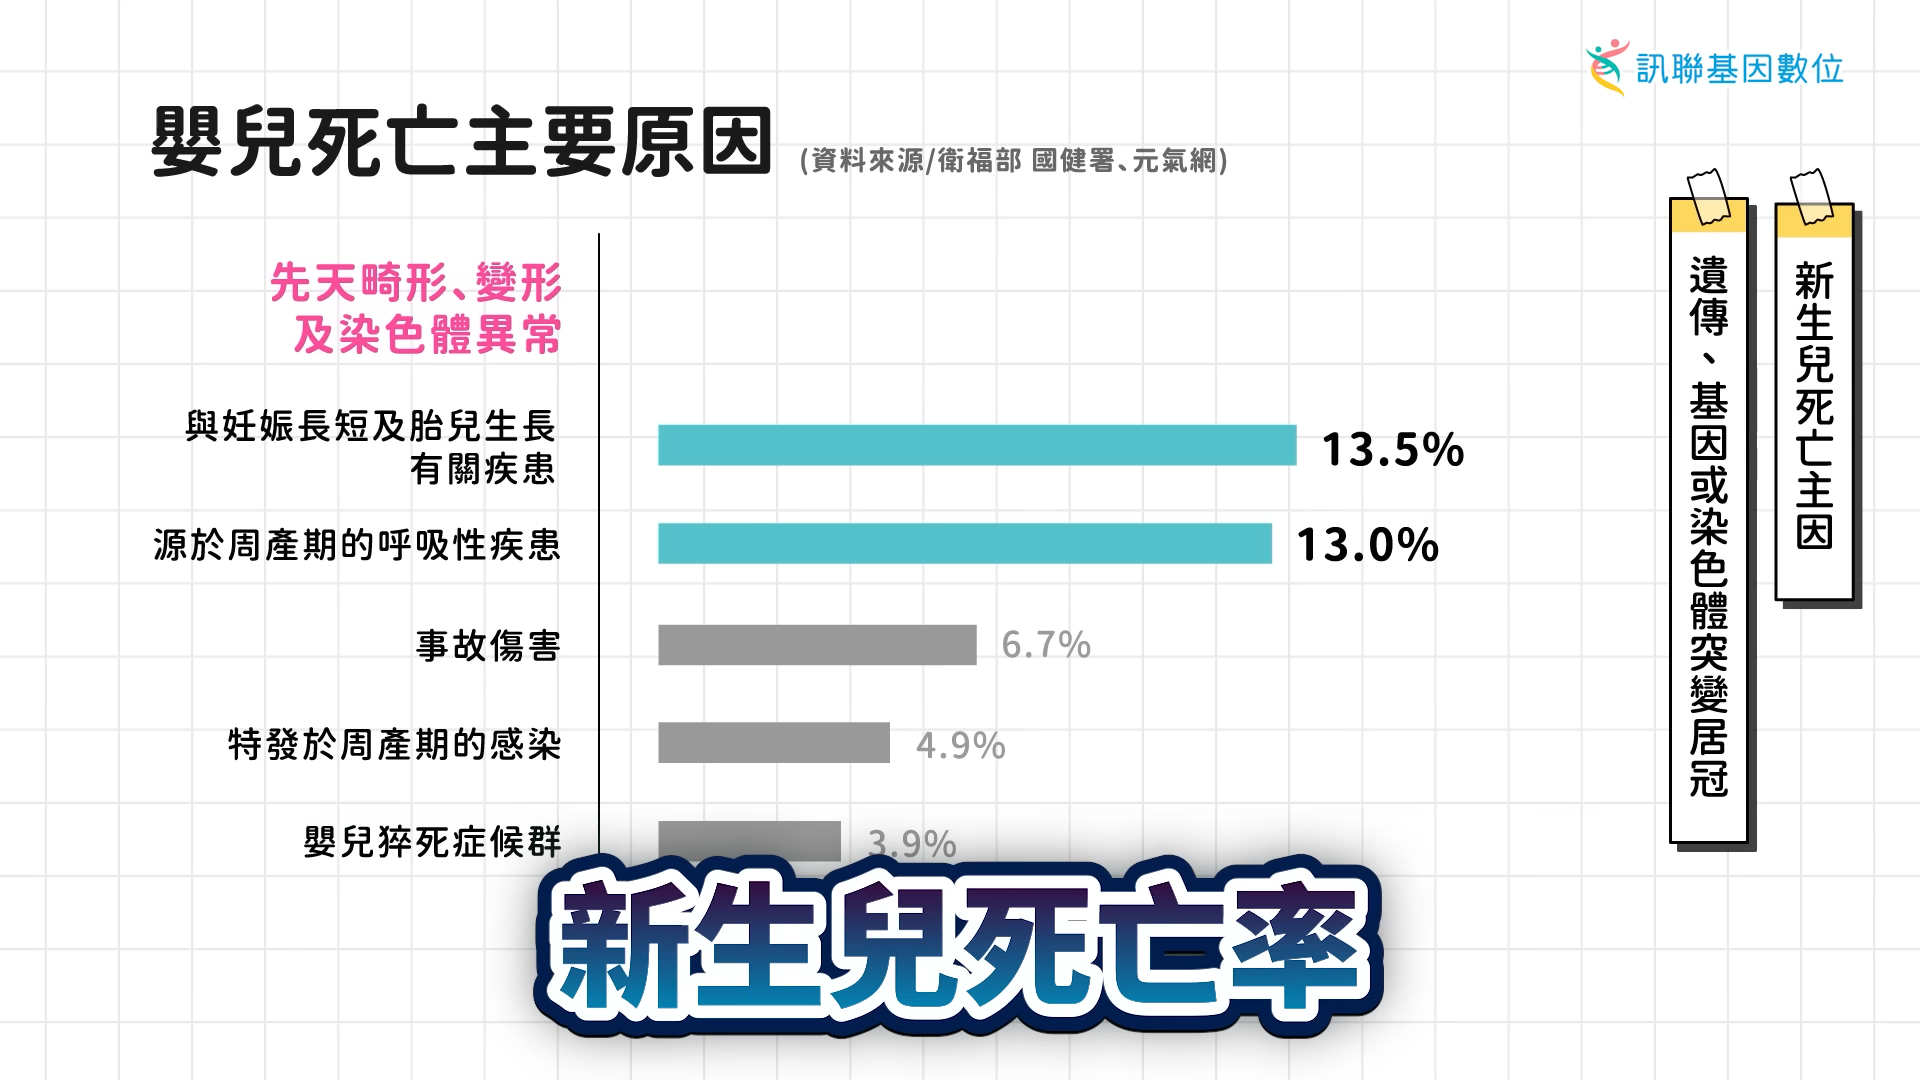 訊聯基因數位
嬰兒死亡主要原因
(資料來源/衛福部 國健署、元氣網)
新生兒死亡主因
遺傳、基因或染色體突變居冠
先天畸形、變形
及染色體異常
與妊娠長短及胎兒生長
有關疾患
13.5%
源於周產期的呼吸性疾患
13.0%
事故傷害
6.7%
特發於周產期的感染
4.9%
嬰兒猝死症候群
3.9%
新生兒死亡率